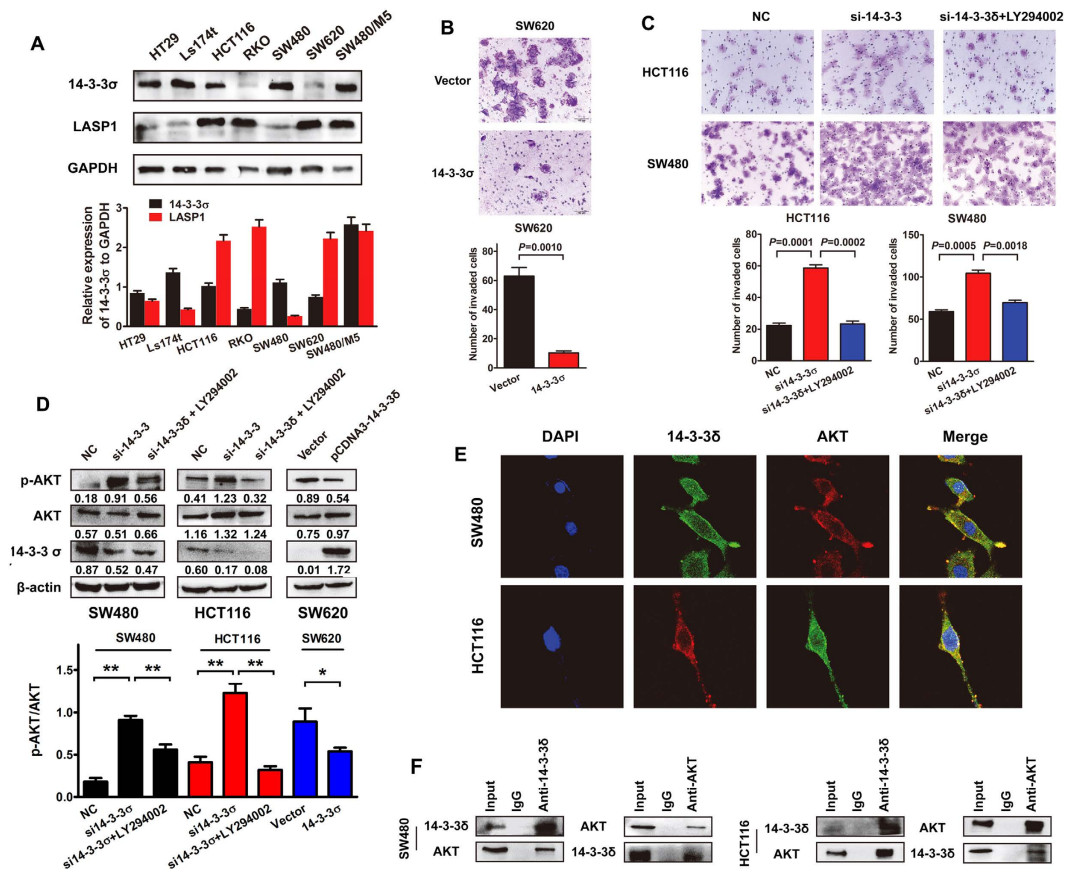 A
HT29
Ls174t
HCT116
RKO
SW480
SW620
SW480/M5
14-3-3σ
LASP1
GAPDH
Relative expression
of 14-3-3σ to GAPDH
3
2
1
0
14-3-3σ
LASP1
HT29
Ls174t
HCT116
RKO
SW480
SW620
SW480/M5
B
SW620
Vector
14-3-3σ
SW620
Number of invaded cells
80
60
40
20
0
P=0.0010
Vector
14-3-3σ
C
NC
si-14-3-3
si-14-3-3δ+LY294002
HCT116
SW480
HCT116
Number of invaded cells
80
60
40
20
0
P=0.0001
P=0.0002
NC
si14-3-3σ
si14-3-3δ+LY294002
SW480
Number of invaded cells
150
100
50
0
P=0.0005
P=0.0018
NC
si14-3-3σ
si14-3-3δ+LY294002
D
NC
si-14-3-3
si-14-3-3δ + LY294002
NC
si-14-3-3
si-14-3-3δ + LY294002
Vector
pCDNA3-14-3-3δ
p-AKT
0.18 0.91 0.56 0.41 1.23 0.32 0.89 0.54
AKT
0.57 0.51 0.66 1.16 1.32 1.24 0.75 0.97
14-3-3 σ
0.87 0.52 0.47 0.60 0.17 0.08 0.01 1.72
β-actin
SW480 HCT116 SW620
p-AKT/AKT
1.5
1.0
0.5
0.0
SW480
** **
HCT116
** **
SW620
*
NC
si14-3-3σ
si14-3-3σ+LY294002
NC
si14-3-3σ
si14-3-3σ+LY294002
Vector
14-3-3σ
E
DAPI
14-3-3δ
AKT
Merge
SW480
HCT116
F
SW480
Input
IgG
Anti-14-3-3δ
14-3-3δ
AKT
Input
IgG
Anti-AKT
AKT
14-3-3δ
HCT116
Input
IgG
Anti-14-3-3δ
14-3-3δ
AKT
Input
IgG
Anti-AKT
AKT
14-3-3δ